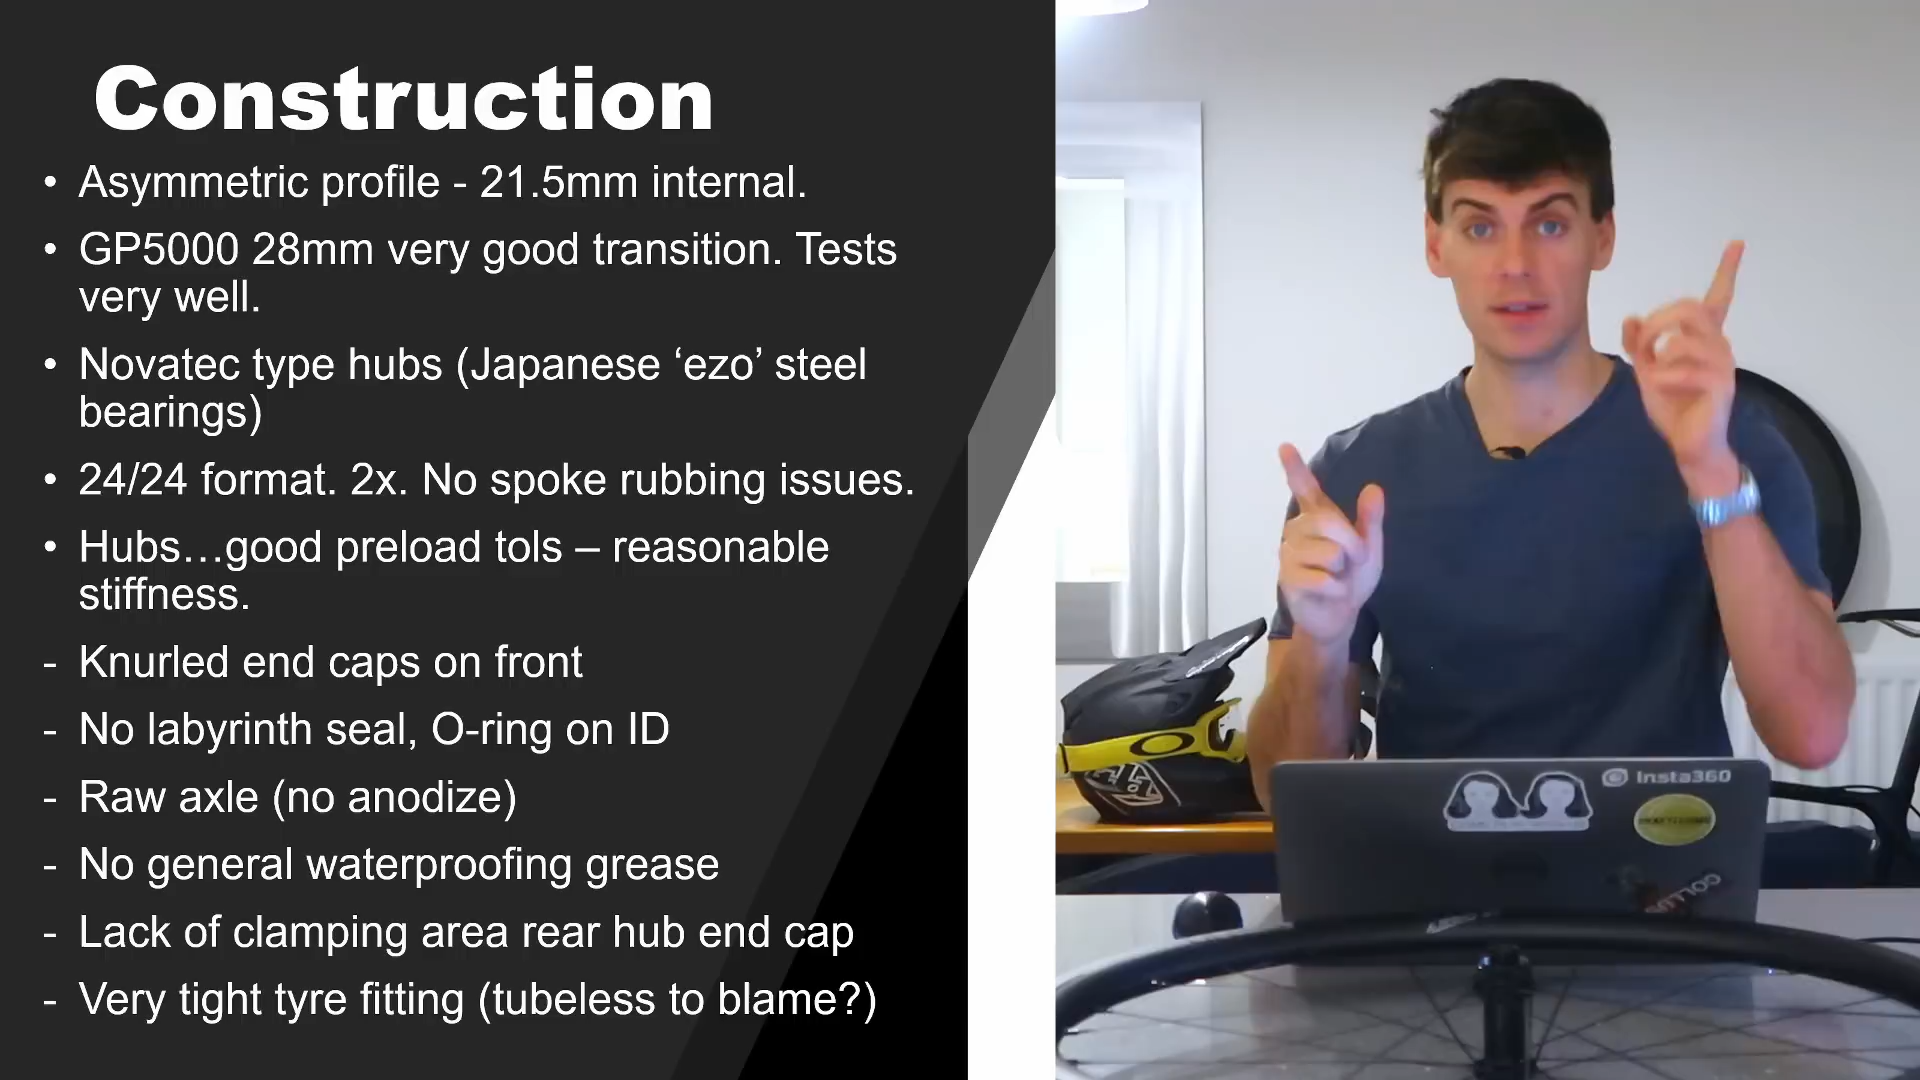 Construction
• Asymmetric profile - 21.5mm internal.
• GP5000 28mm very good transition. Tests
very well.
• Novatec type hubs (Japanese ‘ezo’ steel
bearings)
• 24/24 format. 2x. No spoke rubbing issues.
• Hubs…good preload tols – reasonable
stiffness.
- Knurled end caps on front
- No labyrinth seal, O-ring on ID
- Raw axle (no anodize)
- No general waterproofing grease
- Lack of clamping area rear hub end cap
- Very tight tyre fitting (tubeless to blame?)
Insta360